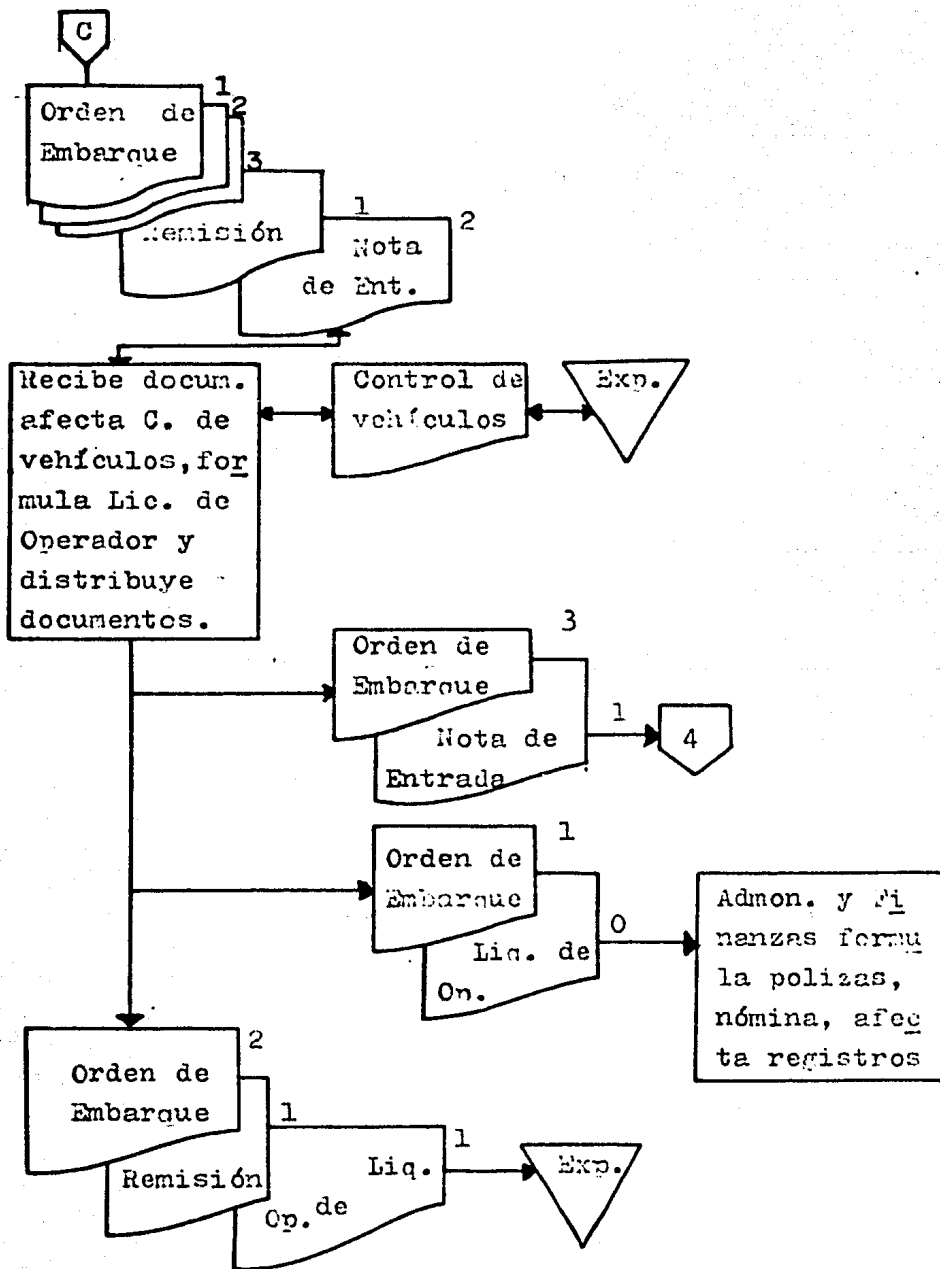 C
1
Orden de
2
Embarque
3
Remisión
1
2
Nota
de Ent.
Recibe docum.
afecta C. de
vehículos, for
mula Lic. de
Operador y
distribuye
documentos.
Control de
vehículos
Exp.
3
Orden de
Embarque
1
Nota de
Entrada
4
1
Orden de
Embarque
0
Liq. de
Op.
Admon. y Fi
nanzas formu
la polizas,
nómina, afec
ta registros
2
Orden de
Embarque
1
Remisión
1
Liq.
Op. de
Exp.